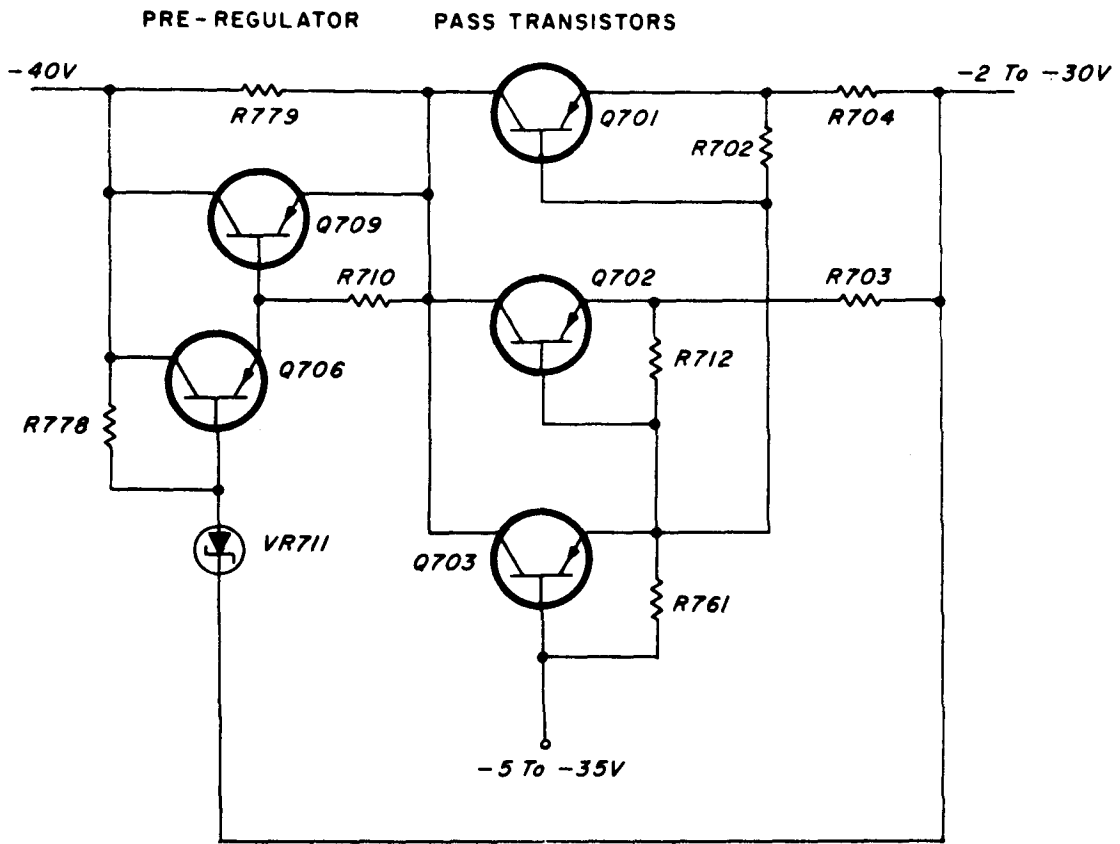 PRE-REGULATOR PASS TRANSISTORS
-40V
-2 To -30V
R779
Q701
R704
R702
Q709
R710
Q702
R703
Q706
R712
R778
VR711
Q703
R761
-5 To -35V